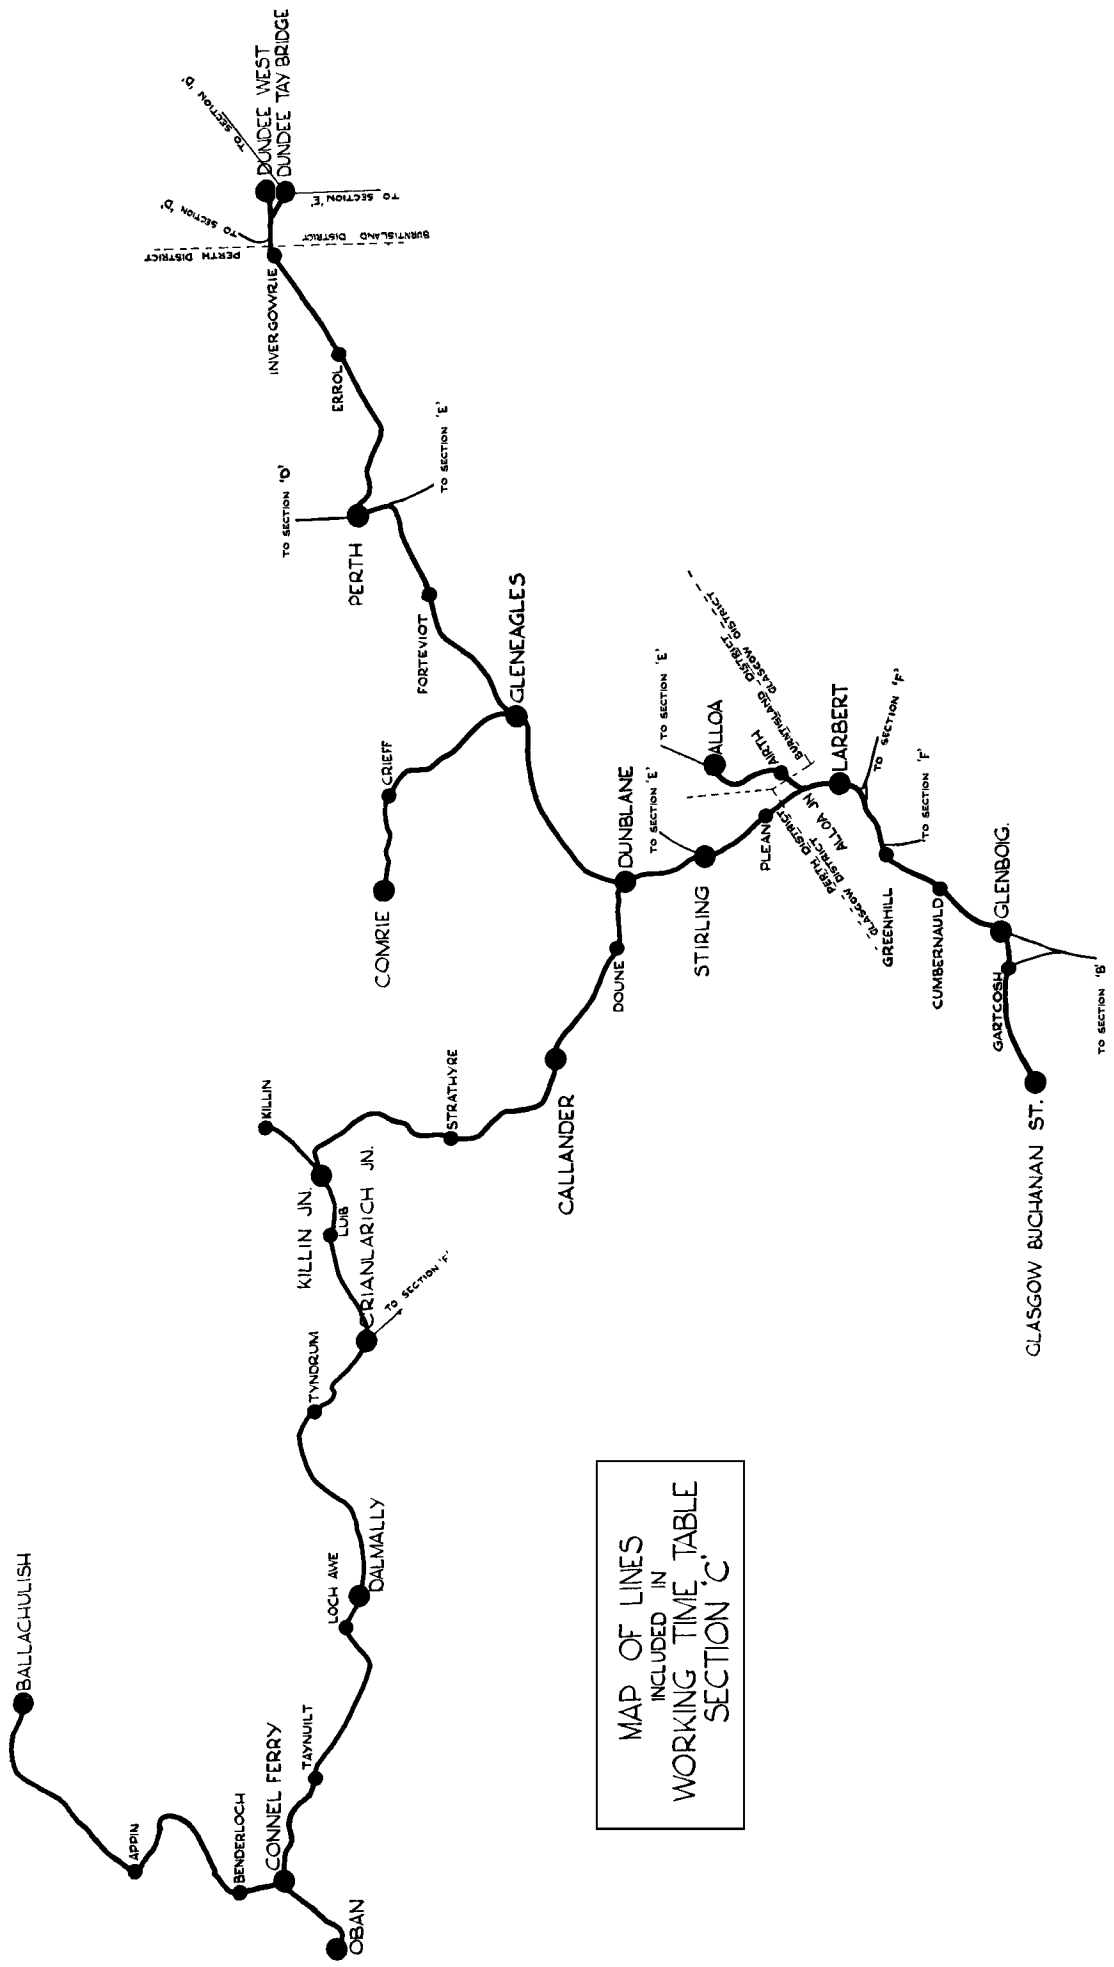 MAP OF LINES
INCLUDED IN
WORKING TIME TABLE
SECTION 'C'
BALLACHULISH
APPIN
BENDERLOCH
CONNEL FERRY
OBAN
TAYNUILT
LOCH AWE
DALMALLY
TYNDRUM
CRIANLARICH JN.
TO SECTION 'F'
LUIB
KILLIN JN.
KILLIN
STRATHYRE
CALLANDER
DOUNE
DUNBLANE
COMRIE
CRIEFF
GLENEAGLES
FORTEVIOT
PERTH
TO SECTION 'D'
TO SECTION 'E'
ERROL
INVERGOWRIE
PERTH DISTRICT
BURNTISLAND DISTRICT
TO SECTION 'D'
TO SECTION 'E'
TO SECTION 'D'
DUNDEE WEST
DUNDEE TAY BRIDGE
STIRLING
TO SECTION 'E'
PLEAN
PERTH DISTRICT
GLASGOW DISTRICT
ALLOA JN
ALLOA
TO SECTION 'E'
AIRTH
BURNTISLAND DISTRICT
GLASGOW DISTRICT
LARBERT
TO SECTION 'F'
TO SECTION 'F'
GREENHILL
CUMBERNAULD
GLENBOIG.
GARTCOSH
TO SECTION 'B'
GLASGOW BUCHANAN ST.